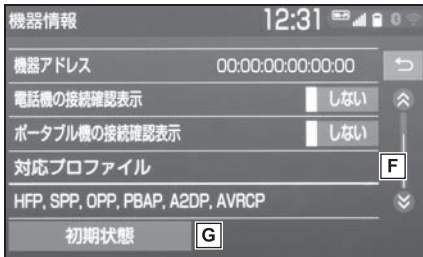 機器情報 12:31
機器アドレス 00:00:00:00:00:00
電話機の接続確認表示 しない
ポータブル機の接続確認表示 しない
対応プロファイル
F
HFP, SPP, OPP, PBAP, A2DP, AVRCP
初期状態 G